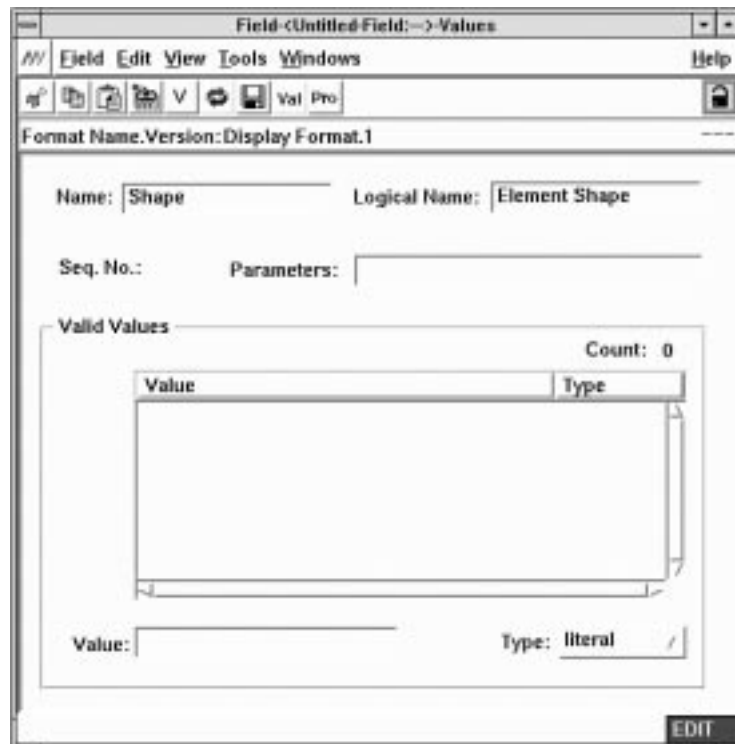 Field-<Untitled-Field:-->-Values
Field Edit View Tools Windows Help
V Val Pro
Format Name.Version:Display Format.1 ---
Name: Shape Logical Name: Element Shape
Seq. No.: Parameters:
Valid Values
Count: 0
Value Type
Value: Type: literal
EDIT